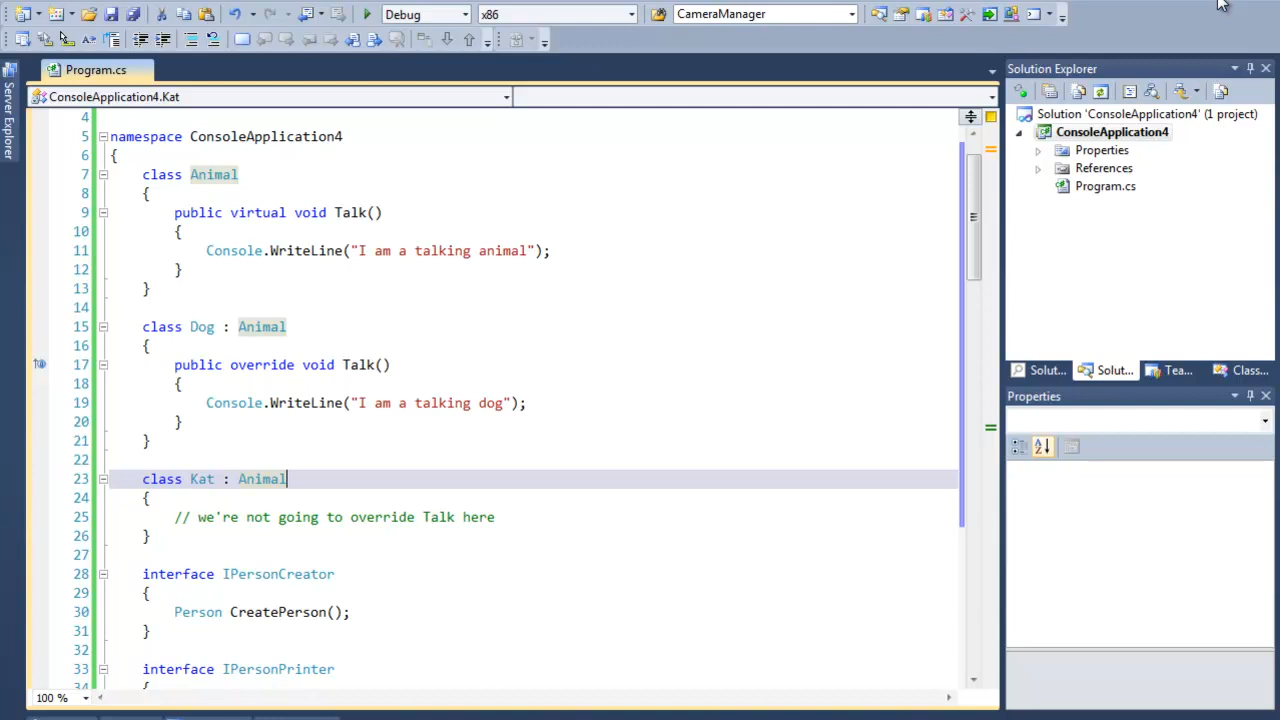 Debug x86 CameraManager
Program.cs
ConsoleApplication4.Kat
Server Explorer
4
5 namespace ConsoleApplication4
6 {
7 class Animal
8 {
9 public virtual void Talk()
10 {
11 Console.WriteLine("I am a talking animal");
12 }
13 }
14
15 class Dog : Animal
16 {
17 public override void Talk()
18 {
19 Console.WriteLine("I am a talking dog");
20 }
21 }
22
23 class Kat : Animal
24 {
25 // we're not going to override Talk here
26 }
27
28 interface IPersonCreator
29 {
30 Person CreatePerson();
31 }
32
33 interface IPersonPrinter
34 {
100 %
Solution Explorer
Solution 'ConsoleApplication4' (1 project)
ConsoleApplication4
Properties
References
Program.cs
Solut... Solut... Tea... Class...
Properties